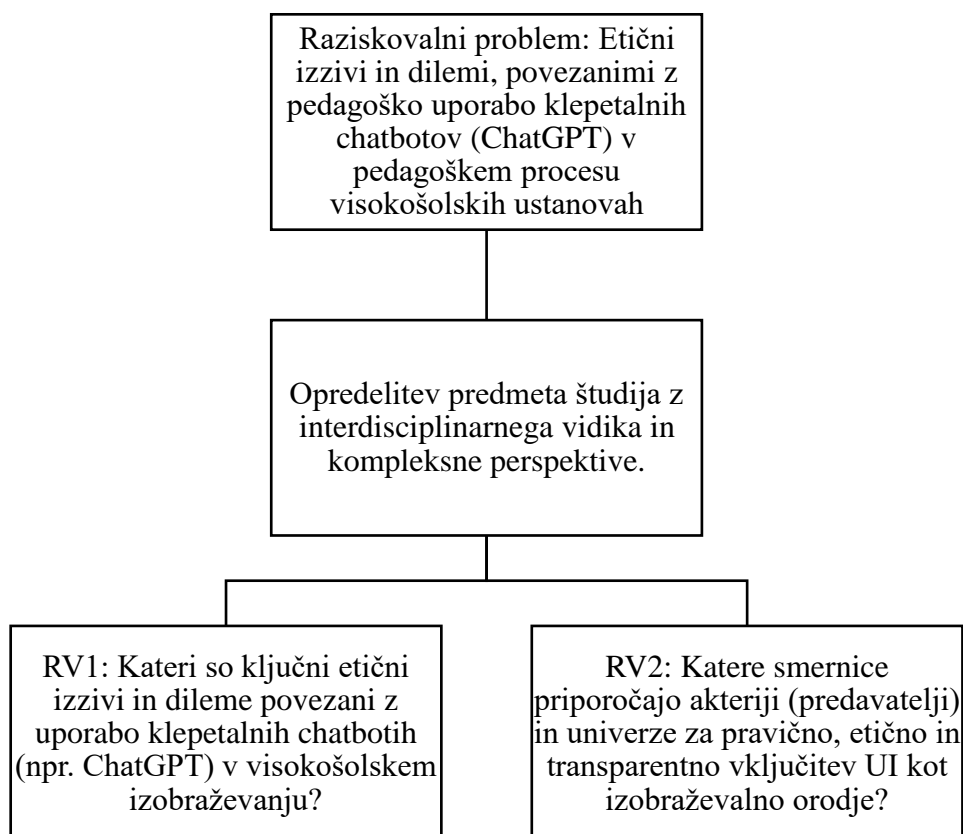 Raziskovalni problem: Etični
izzivi in dilemi, povezanimi z
pedagoško uporabo klepetalnih
chatbotov (ChatGPT) v
pedagoškem procesu
visokošolskih ustanovah
Opredelitev predmeta študija z
interdisciplinarnega vidika in
kompleksne perspektive.
RV1: Kateri so ključni etični
izzivi in dileme povezani z
uporabo klepetalnih chatbotih
(npr. ChatGPT) v visokošolskem
izobraževanju?
RV2: Katere smernice
priporočajo akteriji (predavatelji)
in univerze za pravično, etično in
transparentno vključitev UI kot
izobraževalno orodje?